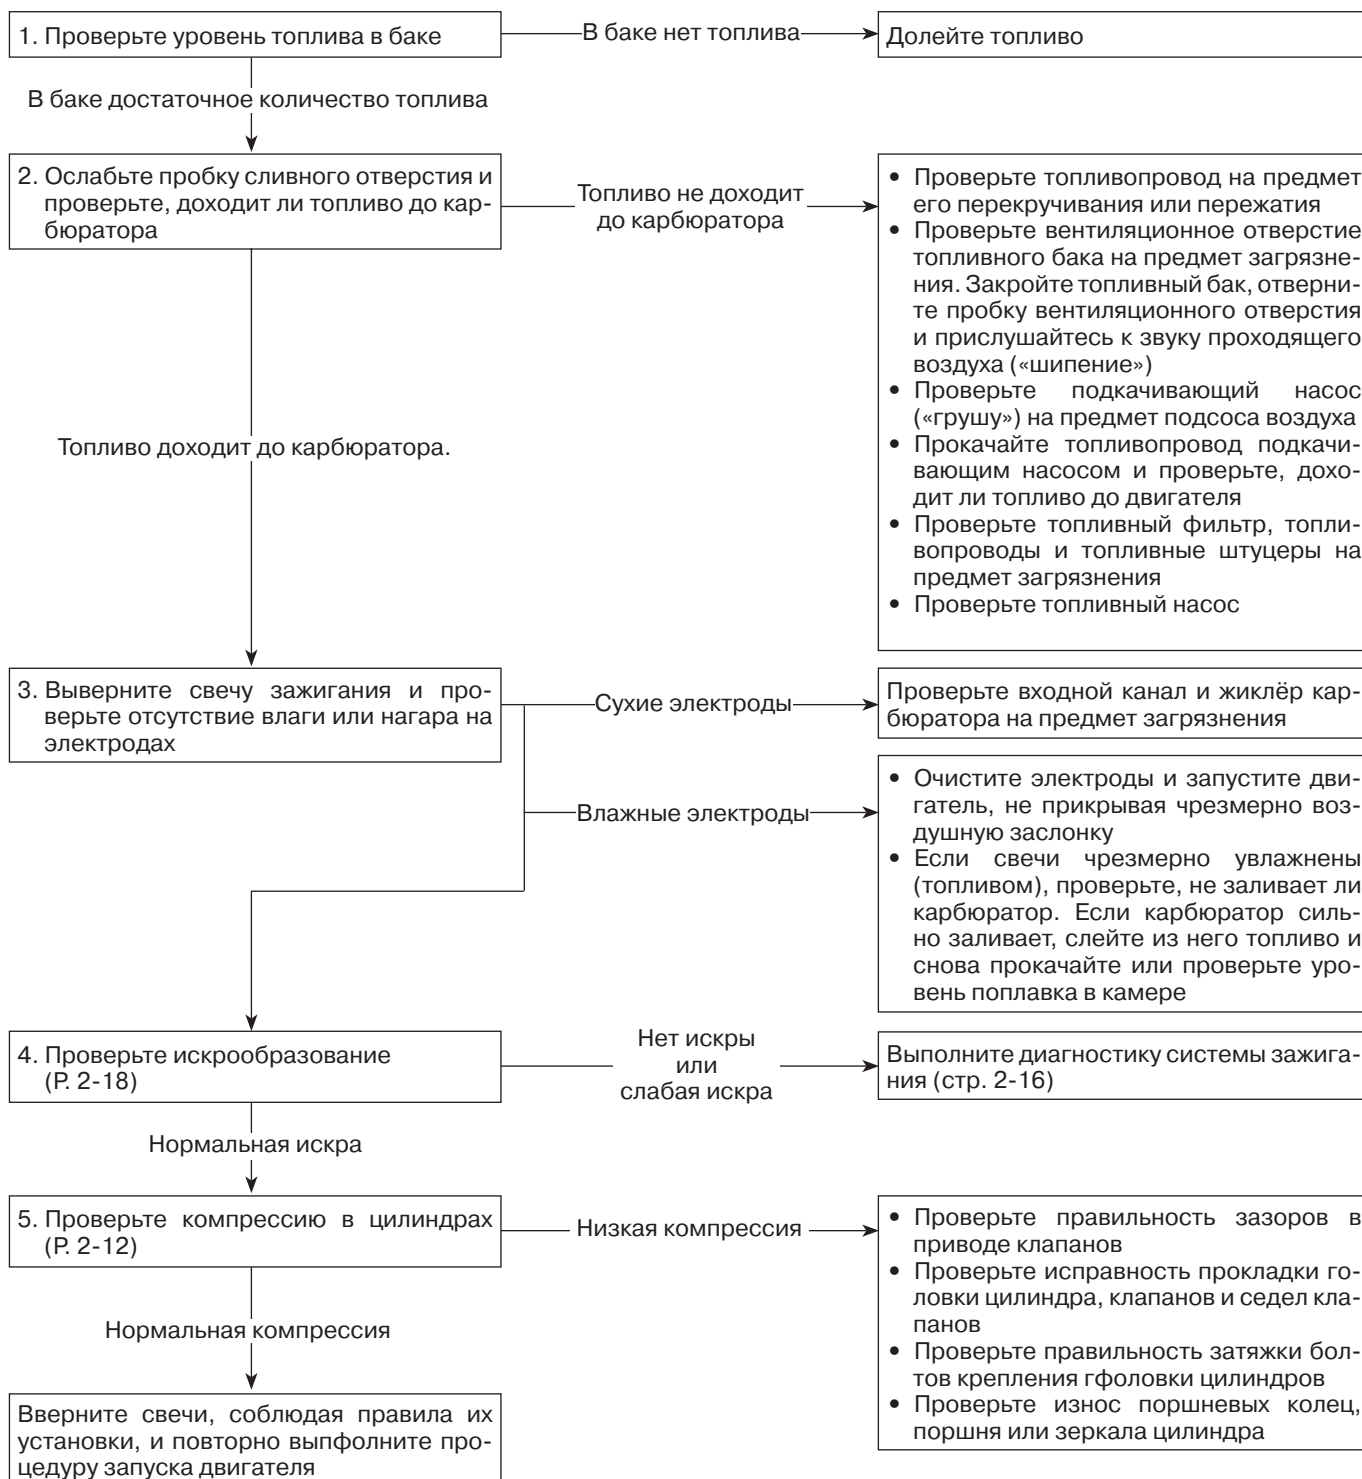 1. Проверьте уровень топлива в баке
В баке нет топлива
Долейте топливо
В баке достаточное количество топлива
2. Ослабьте пробку сливного отверстия и
проверьте, доходит ли топливо до кар-
бюратора
Топливо не доходит
до карбюратора
• Проверьте топливопровод на предмет
его перекручивания или пережатия
• Проверьте вентиляционное отверстие
топливного бака на предмет загрязне-
ния. Закройте топливный бак, отверни-
те пробку вентиляционного отверстия
и прислушайтесь к звуку проходящего
воздуха («шипение»)
• Проверьте подкачивающий насос
(«грушу») на предмет подсоса воздуха
• Прокачайте топливопровод подкачи-
вающим насосом и проверьте, дохо-
дит ли топливо до двигателя
• Проверьте топливный фильтр, топли-
вопроводы и топливные штуцеры на
предмет загрязнения
• Проверьте топливный насос
Топливо доходит до карбюратора.
3. Выверните свечу зажигания и про-
верьте отсутствие влаги или нагара на
электродах
Сухие электроды
Проверьте входной канал и жиклёр кар-
бюратора на предмет загрязнения
Влажные электроды
• Очистите электроды и запустите дви-
гатель, не прикрывая чрезмерно воз-
душную заслонку
• Если свечи чрезмерно увлажнены
(топливом), проверьте, не заливает ли
карбюратор. Если карбюратор силь-
но заливает, слейте из него топливо и
снова прокачайте или проверьте уро-
вень поплавка в камере
4. Проверьте искрообразование
(Р. 2-18)
Нет искры
или
слабая искра
Выполните диагностику системы зажига-
ния (стр. 2-16)
Нормальная искра
5. Проверьте компрессию в цилиндрах
(Р. 2-12)
Низкая компрессия
• Проверьте правильность зазоров в
приводе клапанов
• Проверьте исправность прокладки го-
ловки цилиндра, клапанов и седел кла-
панов
• Проверьте правильность затяжки бол-
тов крепления гфоловки цилиндров
• Проверьте износ поршневых колец,
поршня или зеркала цилиндра
Нормальная компрессия
Вверните свечи, соблюдая правила их
установки, и повторно выпфолните про-
цедуру запуска двигателя